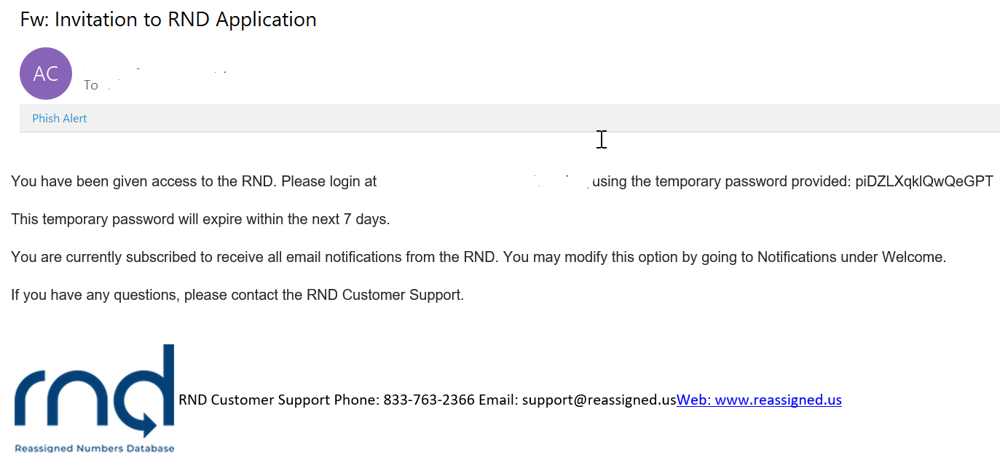 Fw: Invitation to RND Application
AC
To
Phish Alert
You have been given access to the RND. Please login at using the temporary password provided: piDZLXqklQwQeGPT
This temporary password will expire within the next 7 days.
You are currently subscribed to receive all email notifications from the RND. You may modify this option by going to Notifications under Welcome.
If you have any questions, please contact the RND Customer Support.
rnd
RND Customer Support Phone: 833-763-2366 Email: support@reassigned.usWeb: www.reassigned.us
Reassigned Numbers Database